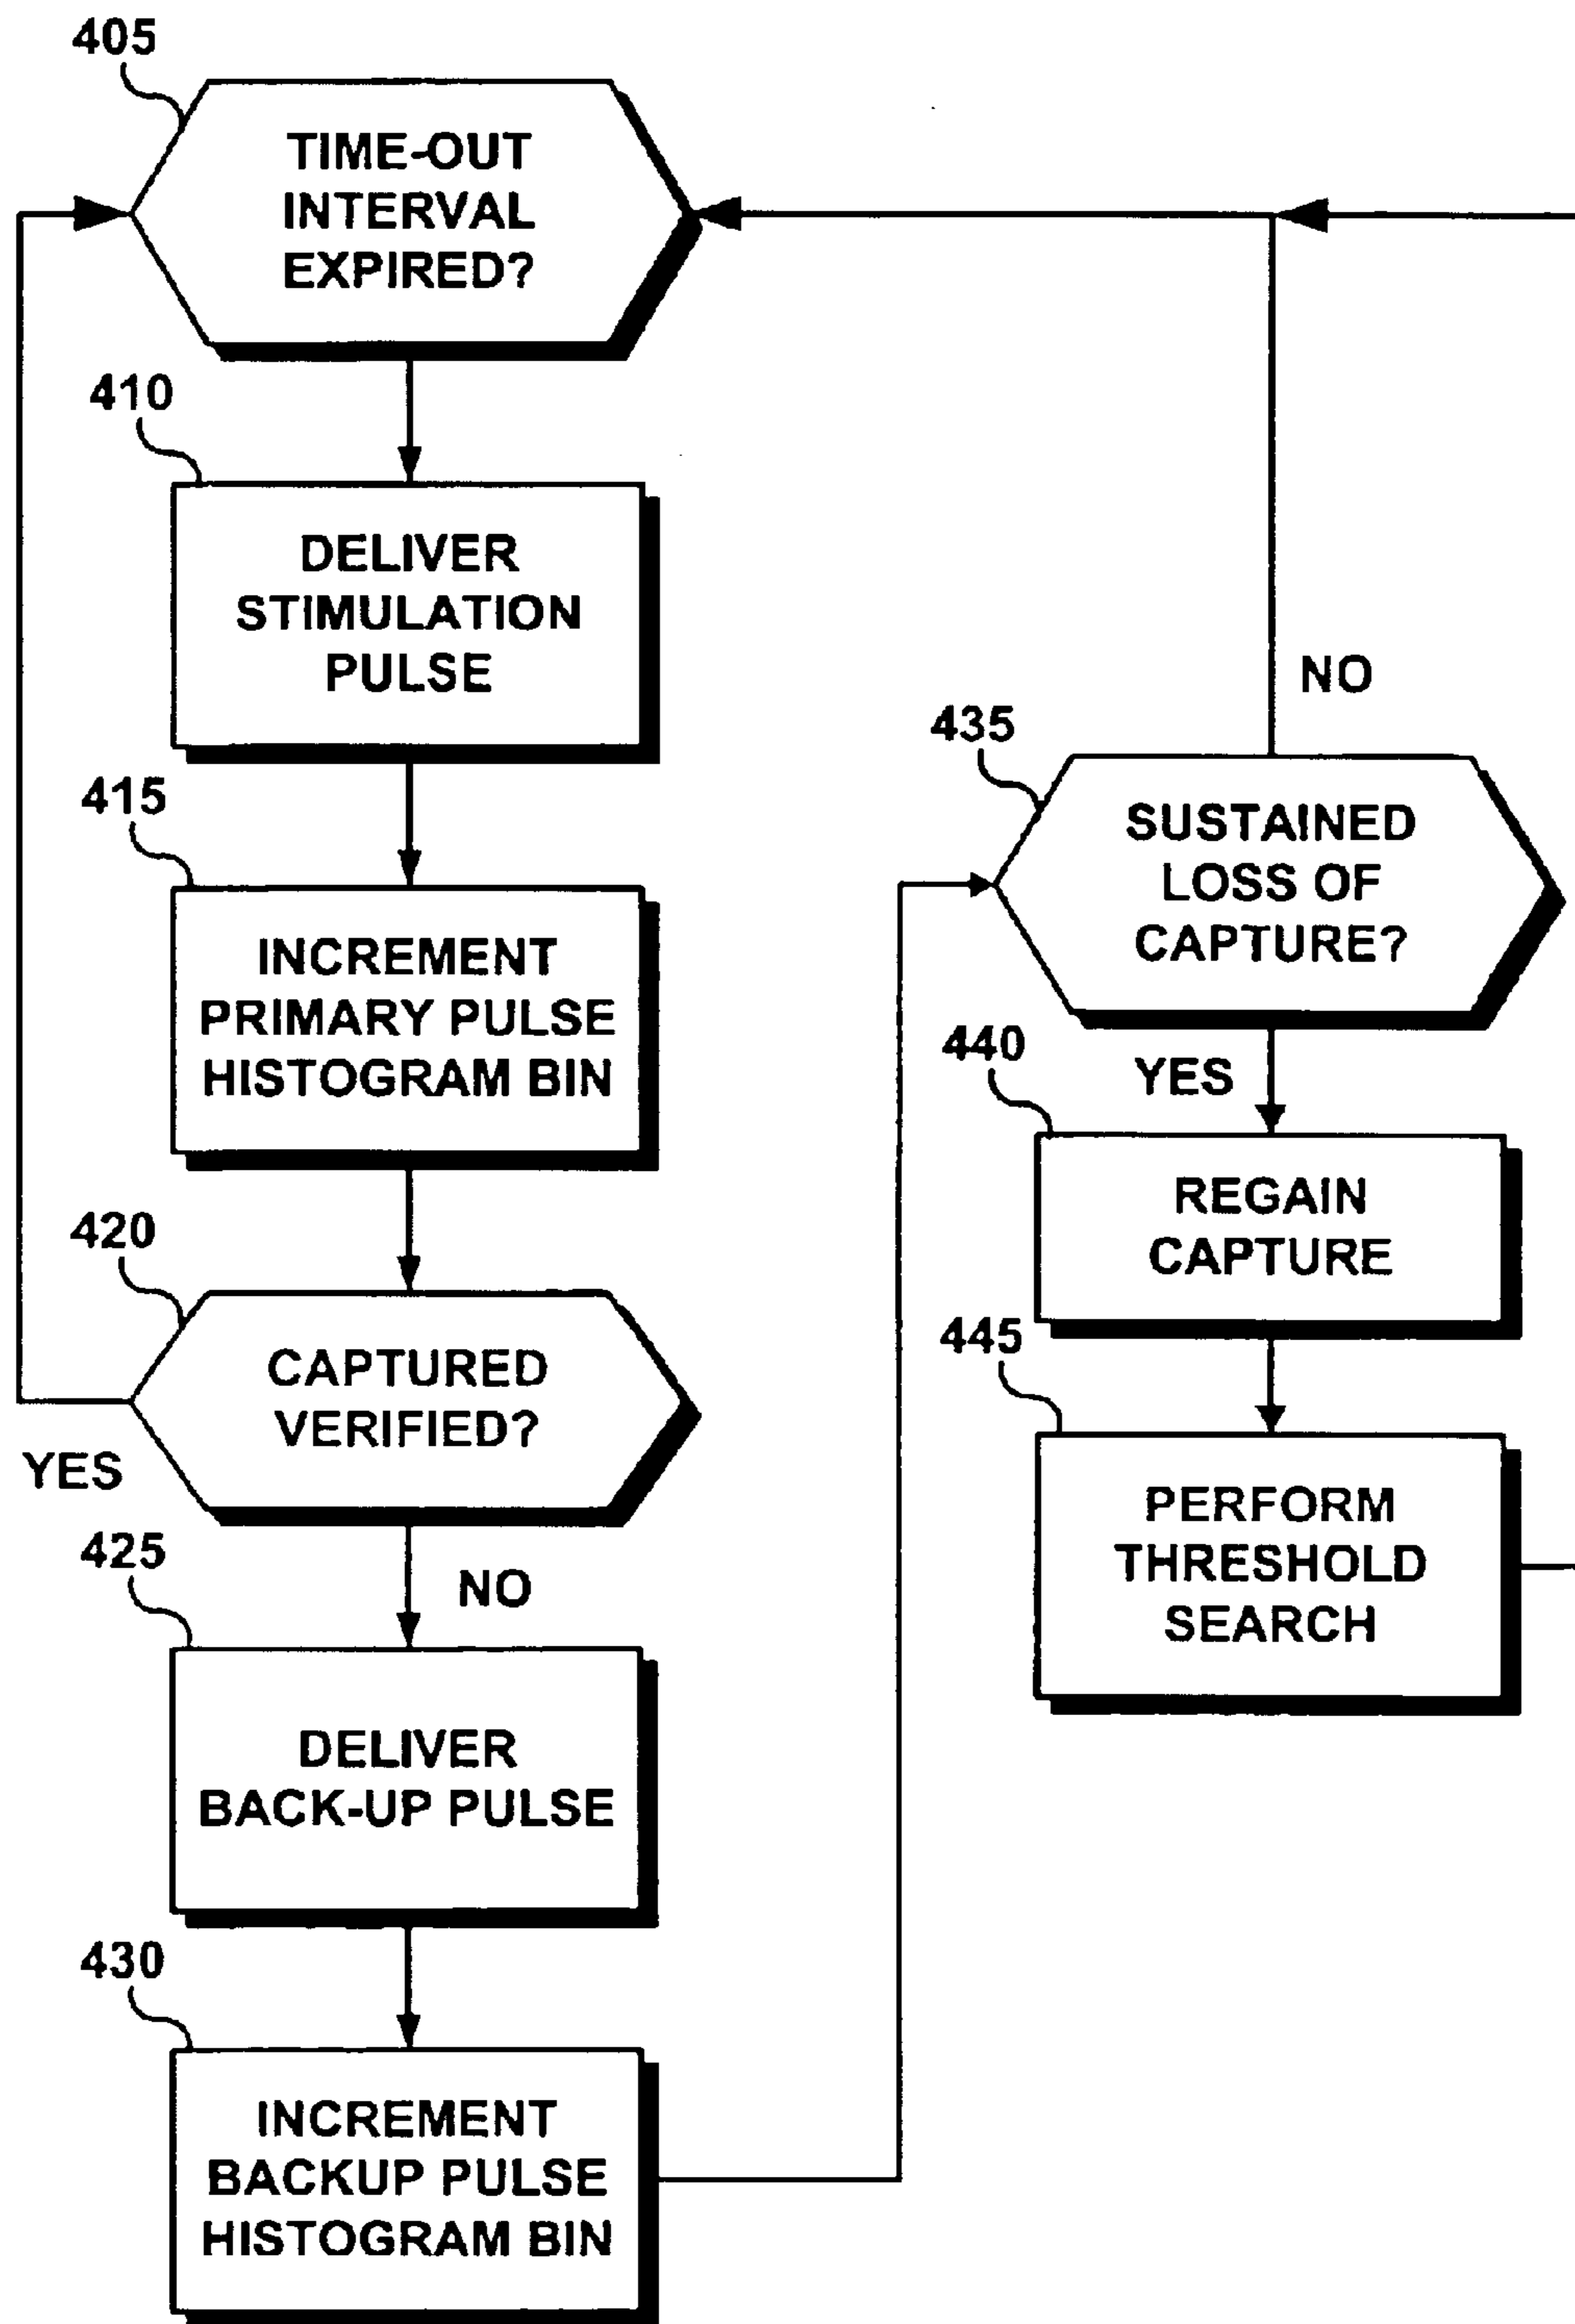 405
TIME-OUT
INTERVAL
EXPIRED?
410
DELIVER
STIMULATION
PULSE
415
INCREMENT
PRIMARY PULSE
HISTOGRAM BIN
420
CAPTURED
VERIFIED?
YES
NO
425
DELIVER
BACK-UP PULSE
430
INCREMENT
BACKUP PULSE
HISTOGRAM BIN
NO
435
SUSTAINED
LOSS OF
CAPTURE?
YES
440
REGAIN
CAPTURE
445
PERFORM
THRESHOLD
SEARCH